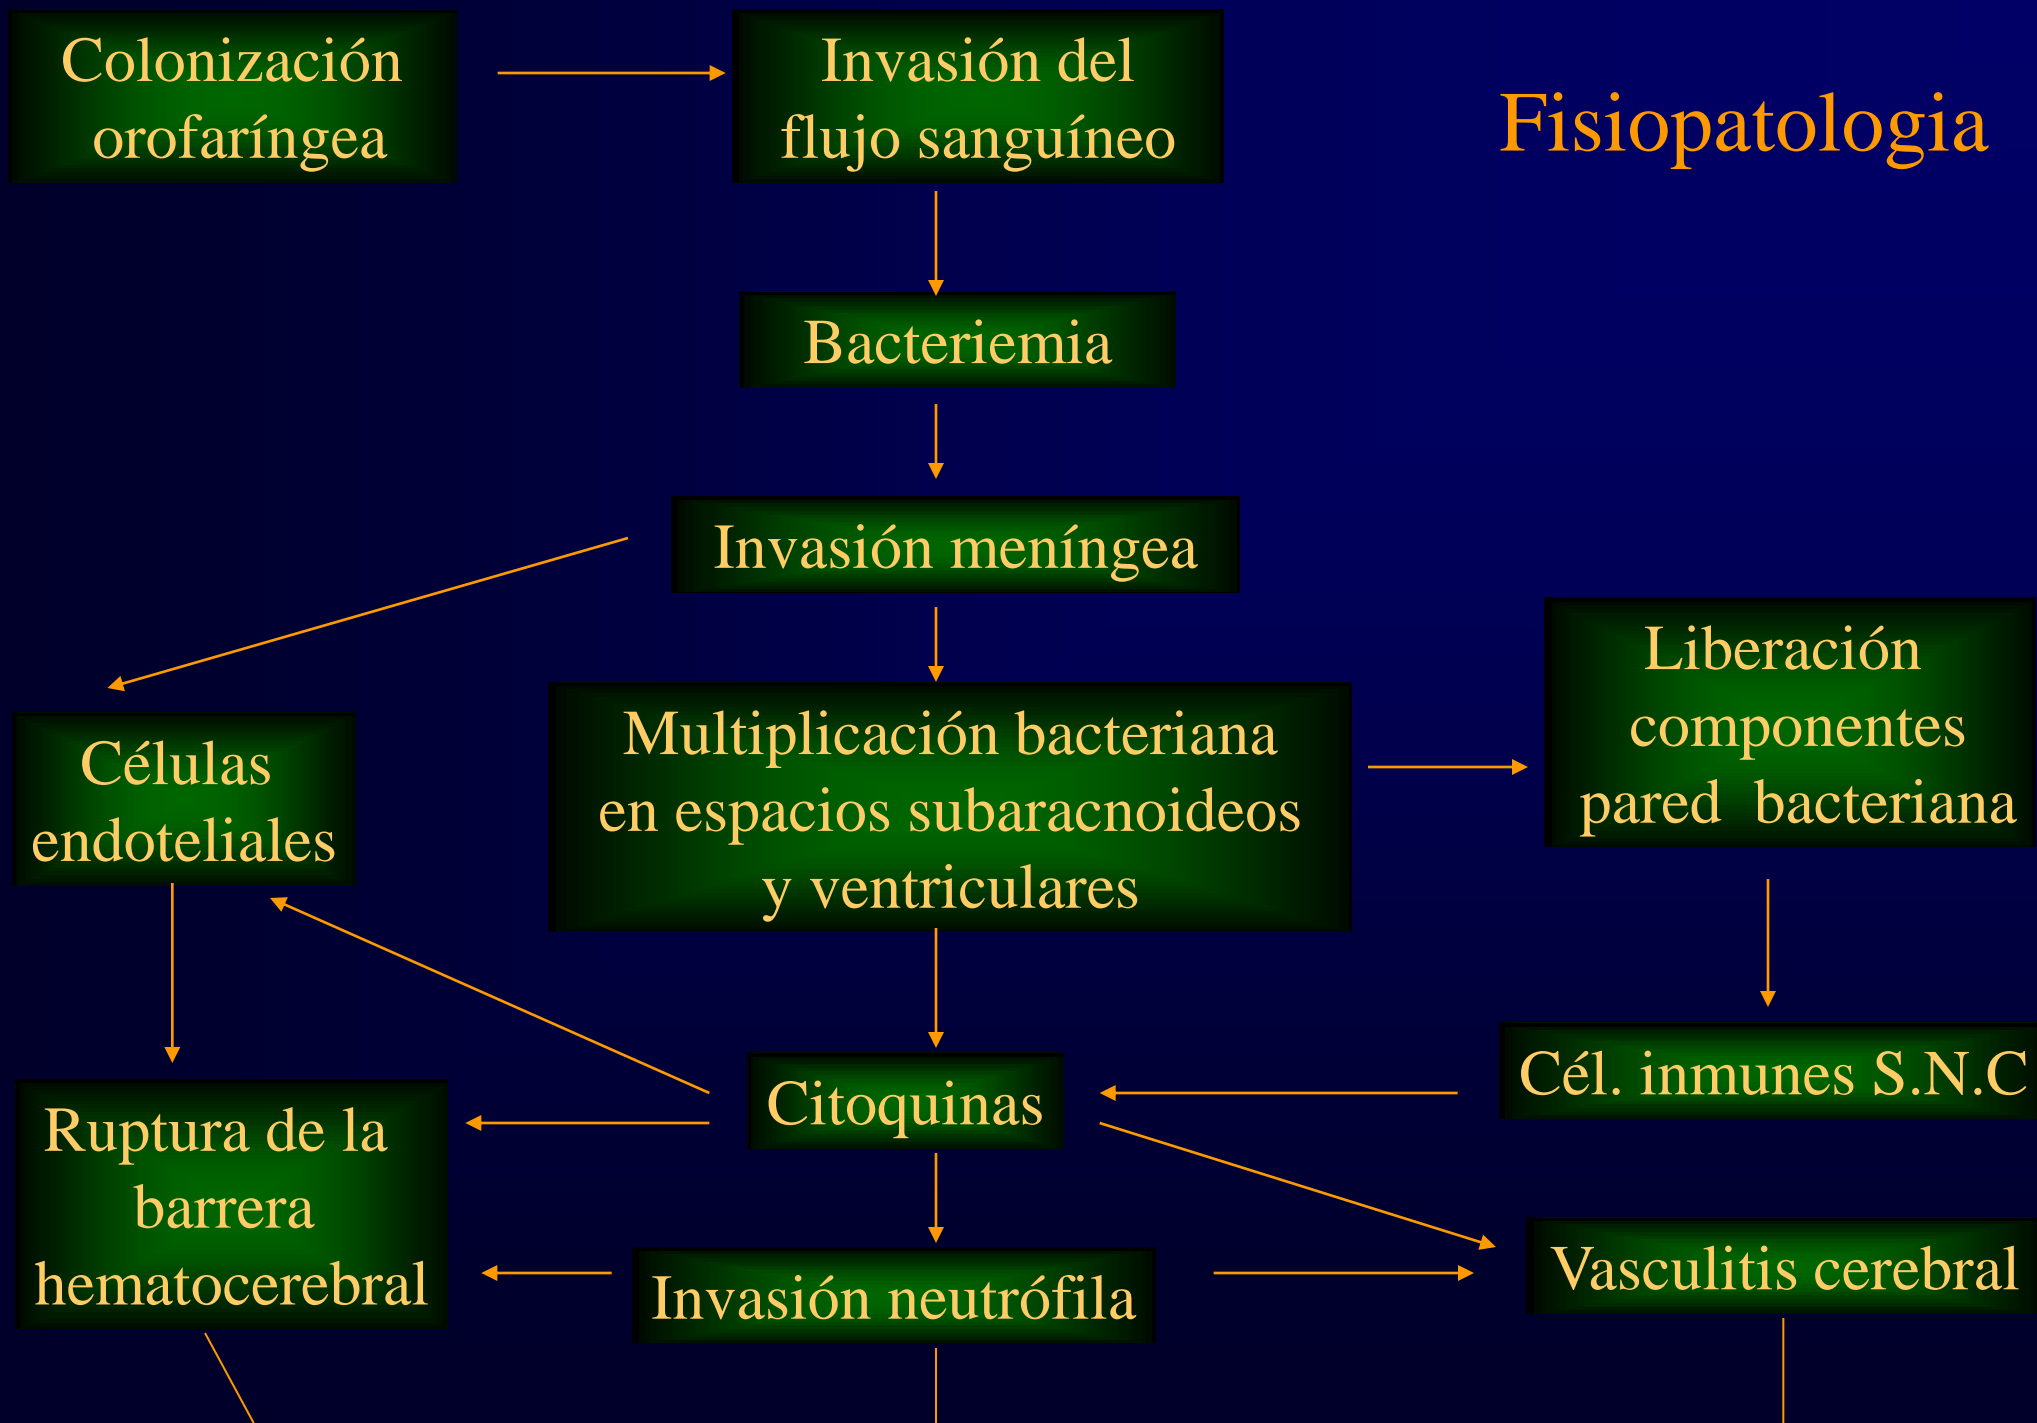 Colonización
orofaríngea
Invasión del
flujo sanguíneo
Fisiopatologia
Bacteriemia
Invasión meníngea
Células
endoteliales
Multiplicación bacteriana
en espacios subaracnoideos
y ventriculares
Liberación
componentes
pared bacteriana
Citoquinas
Cél. inmunes S.N.C
Ruptura de la
barrera
hematocerebral
Invasión neutrófila
Vasculitis cerebral